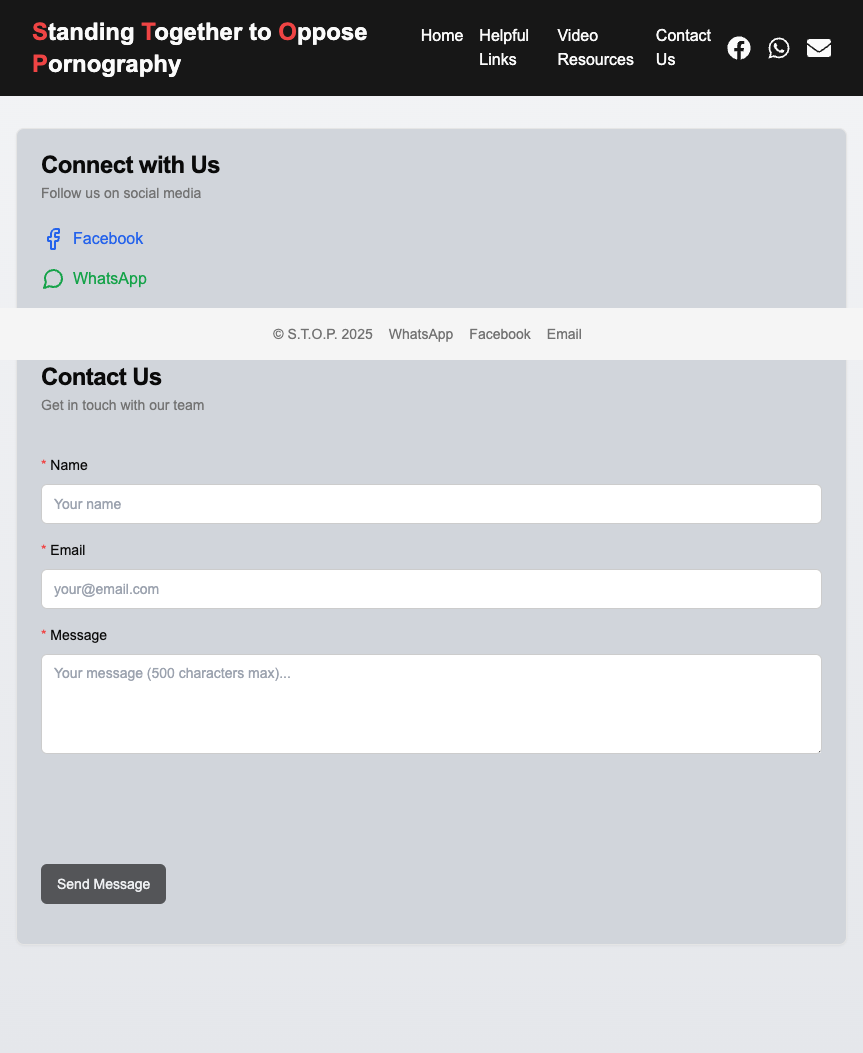 Standing Together to Oppose
Pornography
Home
Helpful
Links
Video
Resources
Contact
Us
Connect with Us
Follow us on social media
Facebook
WhatsApp
© S.T.O.P. 2025 WhatsApp Facebook Email
Contact Us
Get in touch with our team
* Name
Your name
* Email
your@email.com
* Message
Your message (500 characters max)...
Send Message